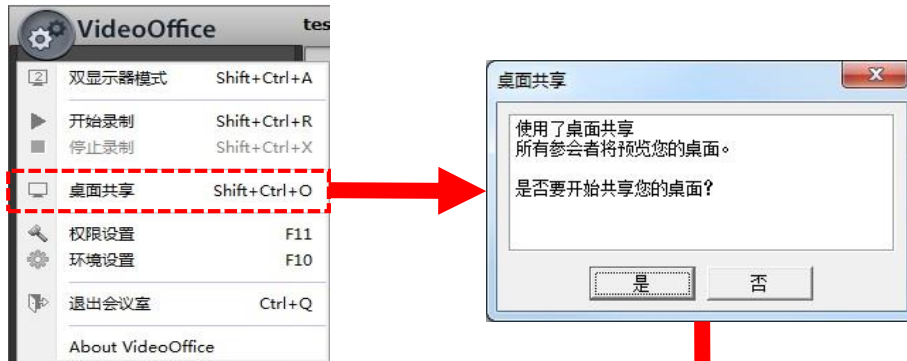 VideoOffice tes
双显示器模式 Shift+Ctrl+A
开始录制 Shift+Ctrl+R
停止录制 Shift+Ctrl+X
桌面共享 Shift+Ctrl+O
权限设置 F11
环境设置 F10
退出会议室 Ctrl+Q
About VideoOffice
桌面共享
使用了桌面共享
所有参会者将预览您的桌面。
是否要开始共享您的桌面?
是 否